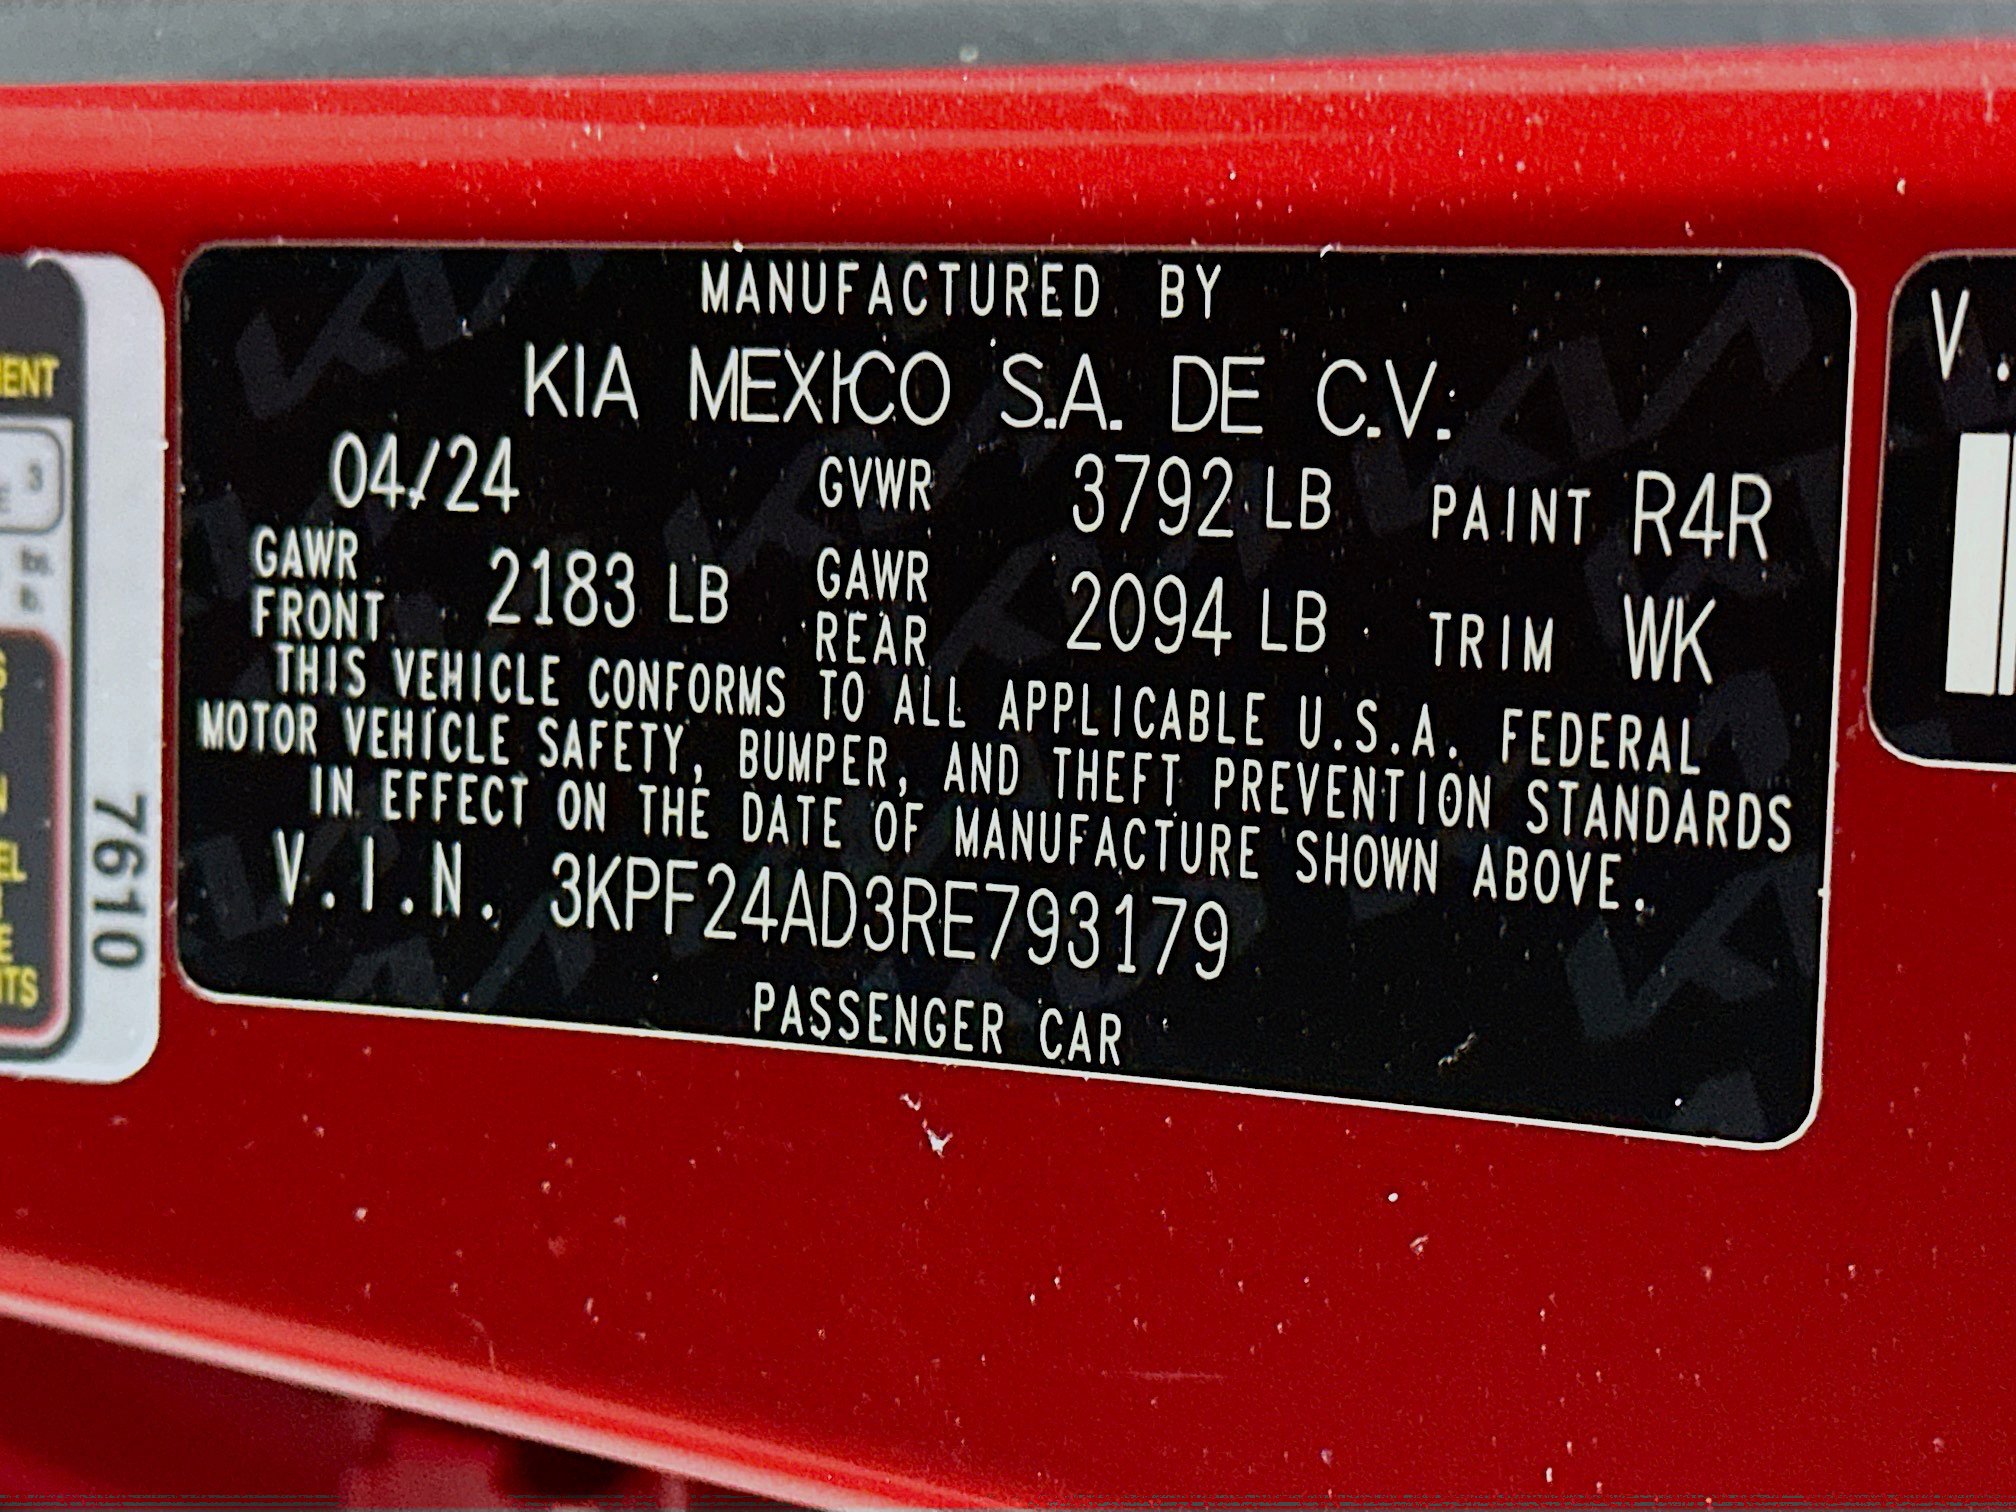 MANUFACTURED BY
KIA MEXICO S.A. DE C.V.
04/24 GVWR 3792 LB PAINT R4R
GAWR FRONT 2183 LB GAWR REAR 2094 LB TRIM WK
THIS VEHICLE CONFORMS TO ALL APPLICABLE U.S.A. FEDERAL
MOTOR VEHICLE SAFETY, BUMPER, AND THEFT PREVENTION STANDARDS
IN EFFECT ON THE DATE OF MANUFACTURE SHOWN ABOVE.
V.I.N. 3KPF24AD3RE793179
PASSENGER CAR
7610
V.